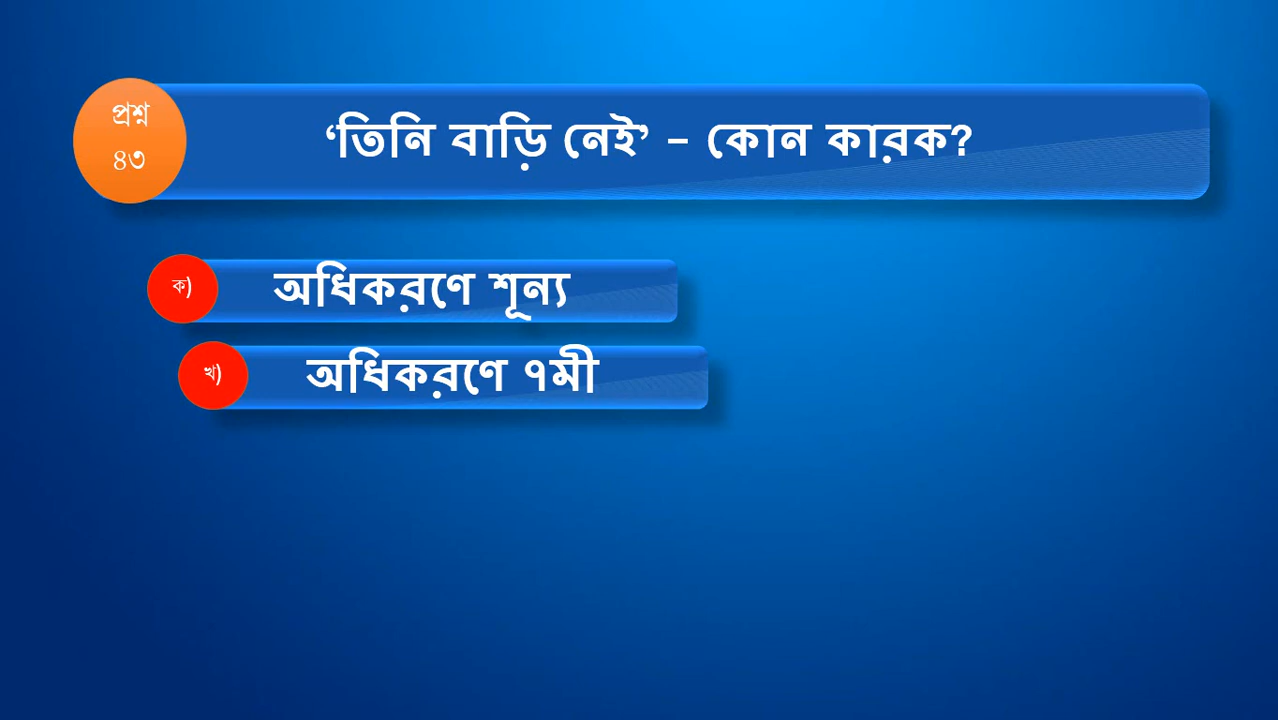 প্রশ্ন
৪৩
‘তিনি বাড়ি নেই’ – কোন কারক?
ক) অধিকরণে শূন্য
খ) অধিকরণে ৭মী